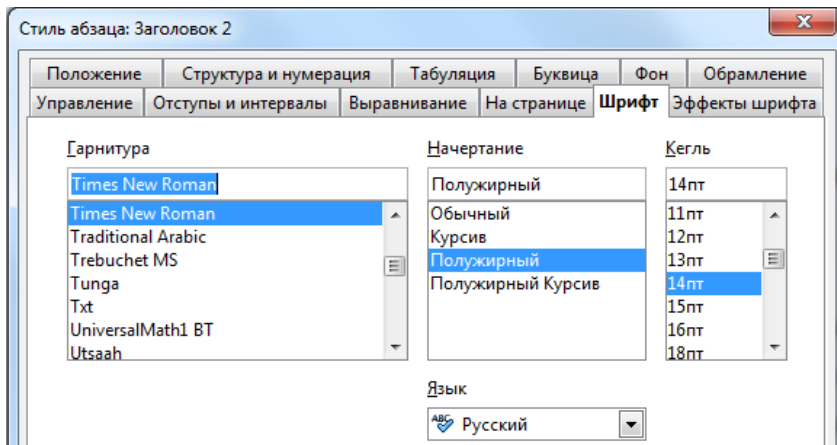 Стиль абзаца: Заголовок 2
x
Положение Структура и нумерация Табуляция Буквица Фон Обрамление
Управление Отступы и интервалы Выравнивание На странице Шрифт Эффекты шрифта
Гарнитура Начертание Кегль
Times New Roman Полужирный 14пт
Times New Roman Обычный 11пт
Traditional Arabic Курсив 12пт
Trebuchet MS Полужирный 13пт
Tunga Полужирный Курсив 14пт
Txt 15пт
UniversalMath1 BT 16пт
Utsaah 18пт
Язык
ABC Русский